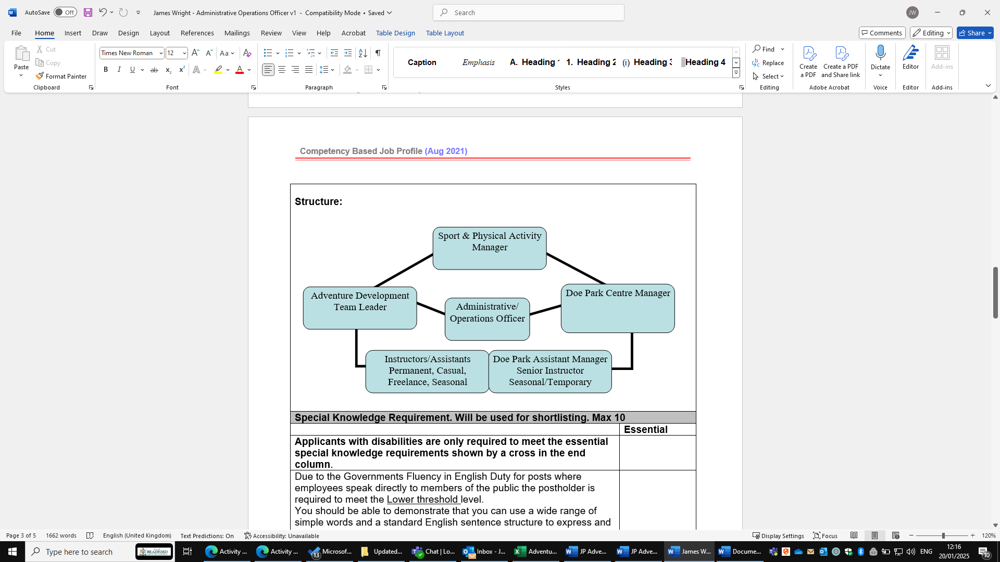 AutoSave Off
James Wright - Administrative Operations Officer v1 - Compatibility Mode • Saved
Search
JW
File Home Insert Draw Design Layout References Mailings Review View Help Acrobat Table Design Table Layout
Comments Editing Share
Paste
Cut
Copy
Format Painter
Clipboard
Times New Roman 12
Font
Paragraph
Caption Emphasis A. Heading 1. Heading 2 (i) Heading 3 Heading 4
Styles
Find
Replace
Select
Editing
Create a PDF
Create a PDF and Share link
Adobe Acrobat
Dictate
Voice
Editor
Editor
Add-ins
Add-ins
Competency Based Job Profile (Aug 2021)
Structure:
Sport & Physical Activity
Manager
Adventure Development
Team Leader
Administrative/
Operations Officer
Doe Park Centre Manager
Instructors/Assistants
Permanent, Casual,
Freelance, Seasonal
Doe Park Assistant Manager
Senior Instructor
Seasonal/Temporary
Special Knowledge Requirement. Will be used for shortlisting. Max 10
Essential
Applicants with disabilities are only required to meet the essential
special knowledge requirements shown by a cross in the end
column.
Due to the Governments Fluency in English Duty for posts where
employees speak directly to members of the public the postholder is
required to meet the Lower threshold level.
You should be able to demonstrate that you can use a wide range of
simple words and a standard English sentence structure to express and
Page 3 of 5 1662 words English (United Kingdom) Text Predictions: On Accessibility: Unavailable
Display Settings Focus 120%
Type here to search
BRADFORD
Activity ... Activity ... 13 Microsof... Updated... Chat | Lo... Inbox - J... Adventu... JP Adve... JP Adve... James W... Docume...
ENG
12:16
20/01/2025
10